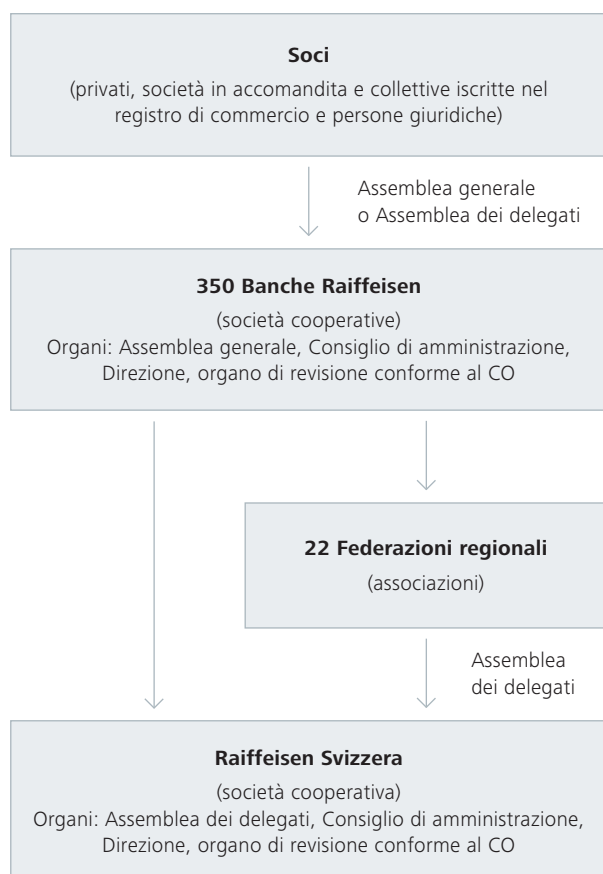 Soci
(privati, società in accomandita e collettive iscritte nel
registro di commercio e persone giuridiche)
Assemblea generale
o Assemblea dei delegati
350 Banche Raiffeisen
(società cooperative)
Organi: Assemblea generale, Consiglio di amministrazione,
Direzione, organo di revisione conforme al CO
22 Federazioni regionali
(associazioni)
Assemblea
dei delegati
Raiffeisen Svizzera
(società cooperativa)
Organi: Assemblea dei delegati, Consiglio di amministrazione,
Direzione, organo di revisione conforme al CO